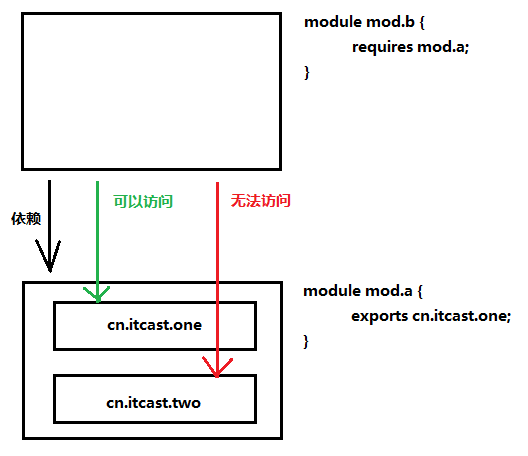 module mod.b {
requires mod.a;
}
依赖
可以访问
无法访问
module mod.a {
exports cn.itcast.one;
}
cn.itcast.one
cn.itcast.two